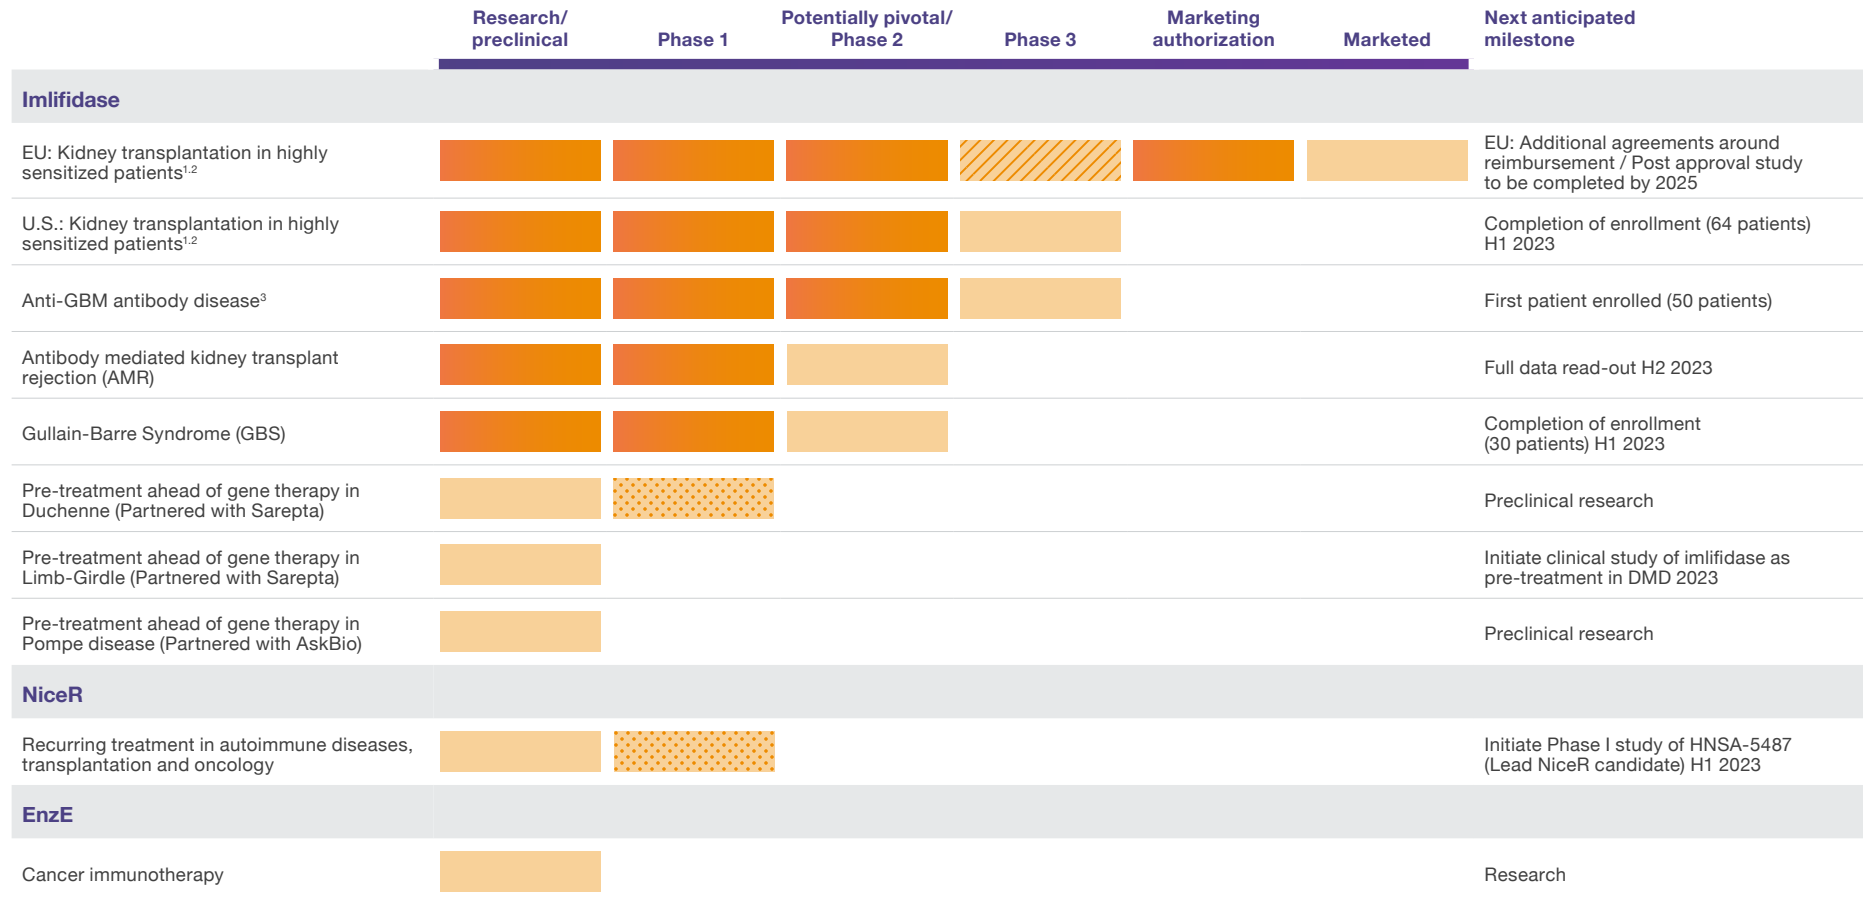 Research/
preclinical
Phase 1
Potentially pivotal/
Phase 2
Phase 3
Marketing
authorization
Marketed
Next anticipated
milestone
Imlifidase
EU: Kidney transplantation in highly
sensitized patients1.2
EU: Additional agreements around
reimbursement / Post approval study
to be completed by 2025
U.S.: Kidney transplantation in highly
sensitized patients1.2
Completion of enrollment (64 patients)
H1 2023
Anti-GBM antibody disease3
First patient enrolled (50 patients)
Antibody mediated kidney transplant
rejection (AMR)
Full data read-out H2 2023
Gullain-Barre Syndrome (GBS)
Completion of enrollment
(30 patients) H1 2023
Pre-treatment ahead of gene therapy in
Duchenne (Partnered with Sarepta)
Preclinical research
Pre-treatment ahead of gene therapy in
Limb-Girdle (Partnered with Sarepta)
Initiate clinical study of imlifidase as
pre-treatment in DMD 2023
Pre-treatment ahead of gene therapy in
Pompe disease (Partnered with AskBio)
Preclinical research
NiceR
Recurring treatment in autoimmune diseases,
transplantation and oncology
Initiate Phase I study of HNSA-5487
(Lead NiceR candidate) H1 2023
EnzE
Cancer immunotherapy
Research